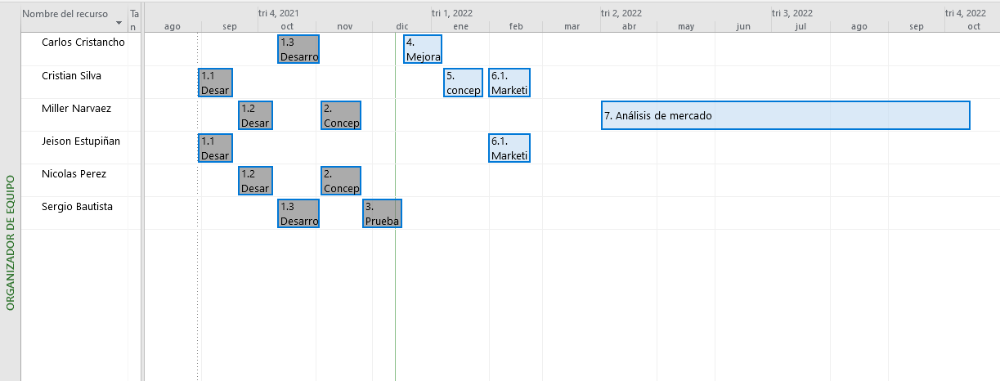 Nombre del recurso
Ta
n
tri 4, 2021
tri 1, 2022
tri 2, 2022
tri 3, 2022
tri 4, 2022
ago
sep
oct
nov
dic
ene
feb
mar
abr
may
jun
jul
ago
sep
oct
ORGANIZADOR DE EQUIPO
Carlos Cristancho
1.3
Desarro
4.
Mejora
Cristian Silva
1.1
Desar
5.
concep
6.1.
Marketi
Miller Narvaez
1.2
Desar
2.
Concep
7. Análisis de mercado
Jeison Estupiñan
1.1
Desar
6.1.
Marketi
Nicolas Perez
1.2
Desar
2.
Concep
Sergio Bautista
1.3
Desarro
3.
Prueba